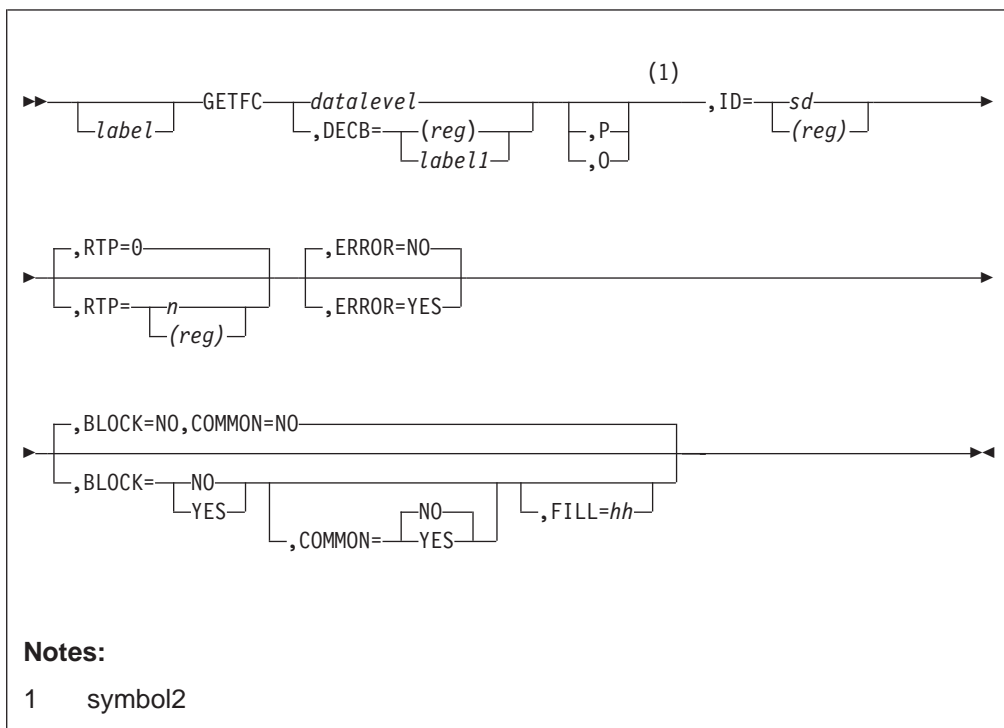 (1)
GETFC datalevel ,ID= sd
label ,DECB= (reg) ,P (reg)
label1 ,O
,RTP=0 ,ERROR=NO
,RTP= n ,ERROR=YES
(reg)
,BLOCK=NO,COMMON=NO
,BLOCK= NO
YES NO ,FILL=hh
,COMMON= YES
Notes:
1 symbol2